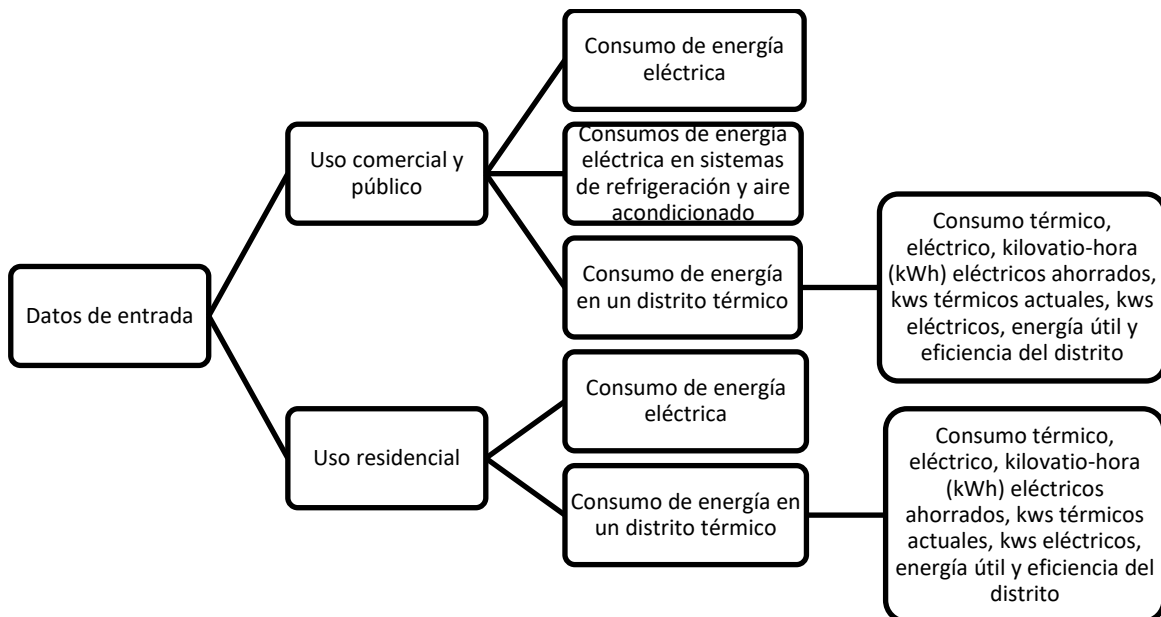 Datos de entrada
Uso comercial y
público
Consumo de energía
eléctrica
Consumos de energía
eléctrica en sistemas
de refrigeración y aire
acondicionado
Consumo de energía
en un distrito térmico
Consumo térmico,
eléctrico, kilovatio-hora
(kWh) eléctricos ahorrados,
kws térmicos actuales, kws
eléctricos, energía útil y
eficiencia del distrito
Uso residencial
Consumo de energía
eléctrica
Consumo de energía en
un distrito térmico
Consumo térmico,
eléctrico, kilovatio-hora
(kWh) eléctricos
ahorrados, kws térmicos
actuales, kws eléctricos,
energía útil y eficiencia del
distrito